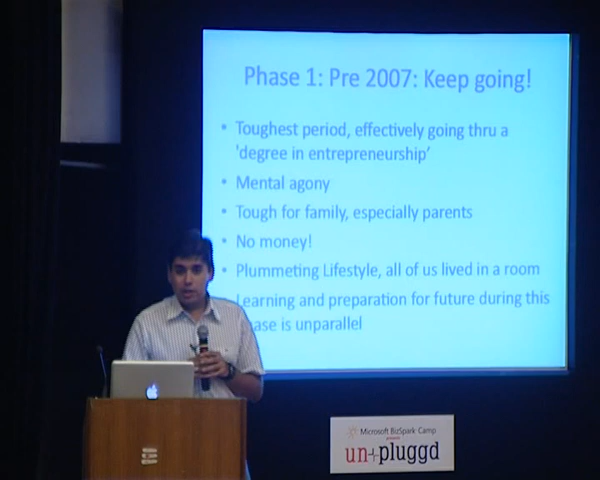 Phase 1: Pre 2007: Keep going!
• Toughest period, effectively going thru a
'degree in entrepreneurship'
• Mental agony
• Tough for family, especially parents
• No money!
• Plummeting Lifestyle, all of us lived in a room
Learning and preparation for future during this
ase is unparallel
Microsoft BizSpark Camp
presents
un+pluggd